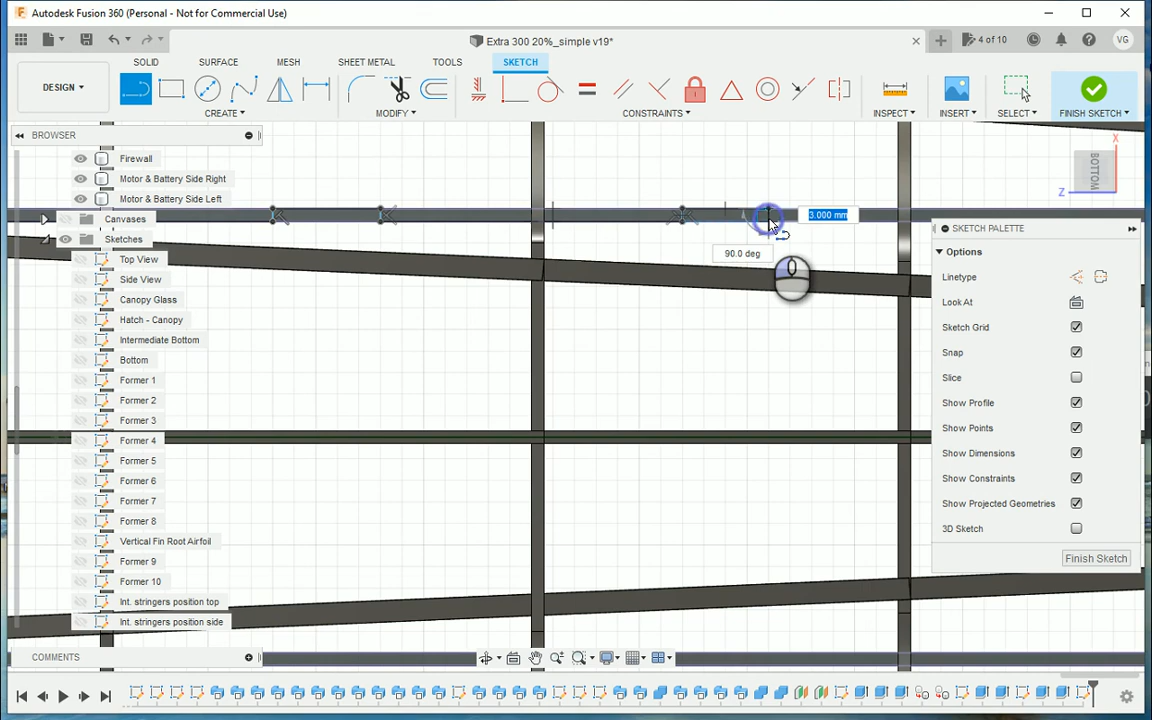 Autodesk Fusion 360 (Personal - Not for Commercial Use)
Extra 300 20%_simple v19*
4 of 10
VG
SOLID SURFACE MESH SHEET METAL TOOLS SKETCH
DESIGN
CREATE MODIFY CONSTRAINTS INSPECT INSERT SELECT FINISH SKETCH
BROWSER
Firewall
Motor & Battery Side Right
Motor & Battery Side Left
Canvases
Sketches
Top View
Side View
Canopy Glass
Hatch - Canopy
Intermediate Bottom
Bottom
Former 1
Former 2
Former 3
Former 4
Former 5
Former 6
Former 7
Former 8
Vertical Fin Root Airfoil
Former 9
Former 10
Int. stringers position top
Int. stringers position side
3.000 mm
90.0 deg
X
BOTTOM
Z
SKETCH PALETTE
Options
Linetype
Look At
Sketch Grid
Snap
Slice
Show Profile
Show Points
Show Dimensions
Show Constraints
Show Projected Geometries
3D Sketch
Finish Sketch
COMMENTS